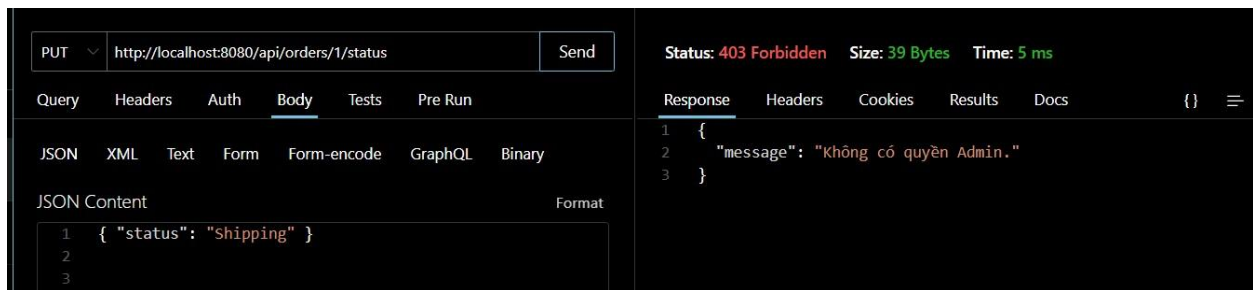 PUT http://localhost:8080/api/orders/1/status Send
Query Headers Auth Body Tests Pre Run
JSON XML Text Form Form-encode GraphQL Binary
JSON Content Format
1 { "status": "Shipping" }
2
3
Status: 403 Forbidden Size: 39 Bytes Time: 5 ms
Response Headers Cookies Results Docs {}
1 {
2 "message": "Không có quyền Admin."
3 }